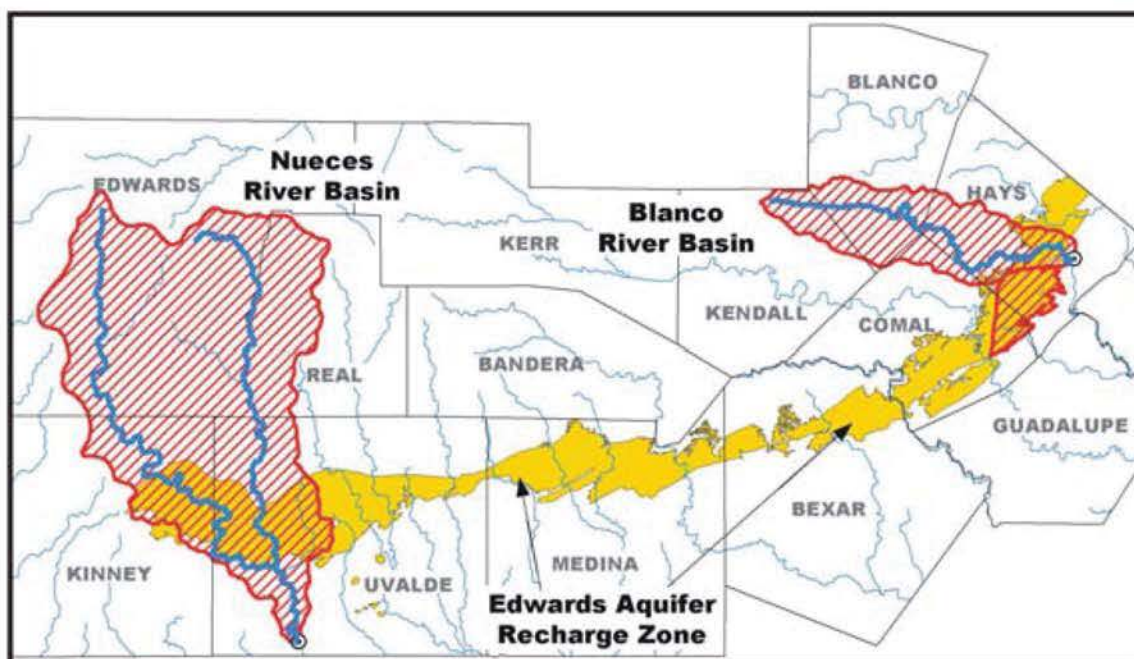 BLANCO
Nueces
River Basin
EDWARDS
HAYS
Blanco
River Basin
KERR
KENDALL
COMAL
REAL
BANDERA
GUADALUPE
BEXAR
KINNEY
UVALDE
MEDINA
Edwards Aquifer
Recharge Zone